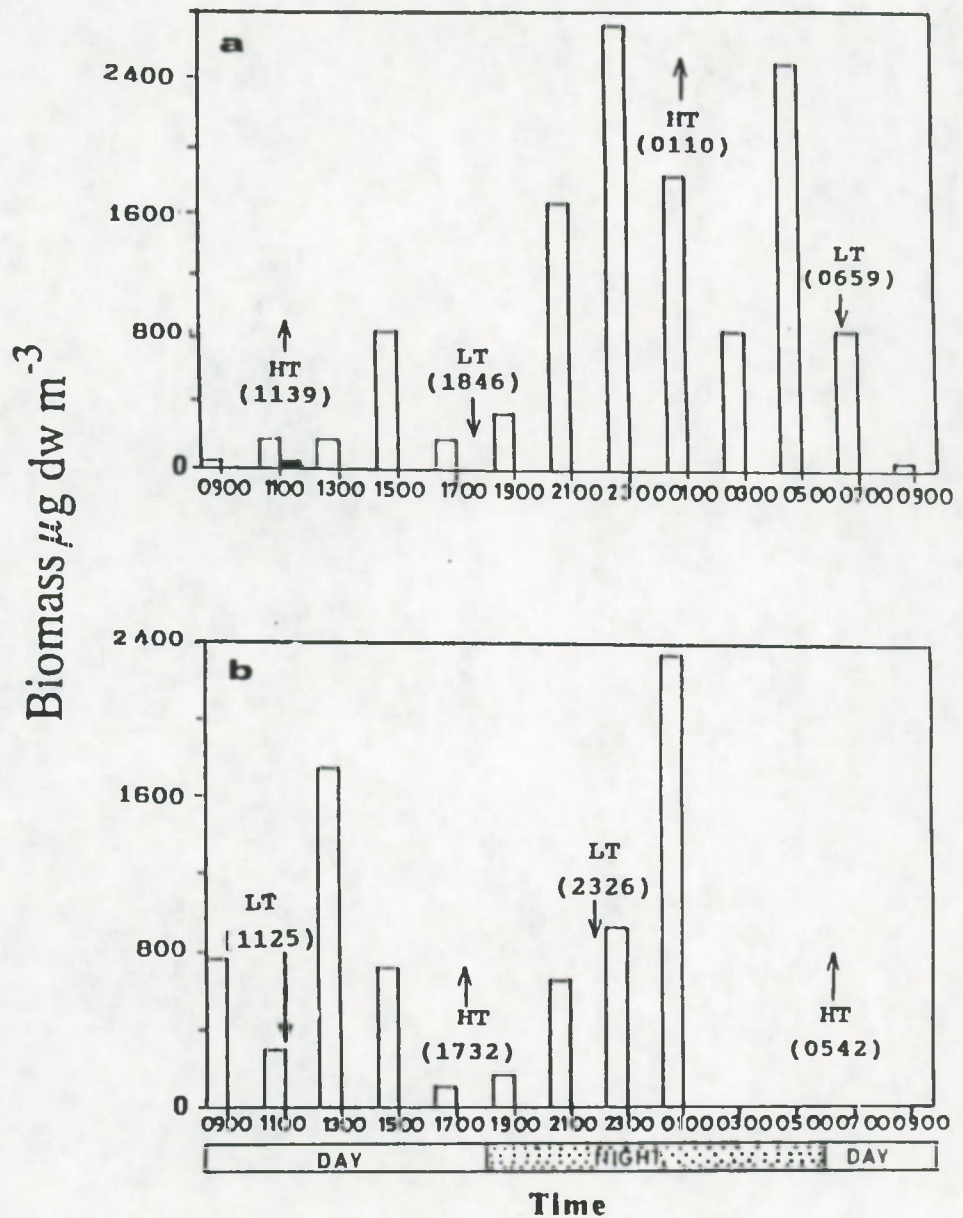 Biomass µg dw m-3
a
2400
1600
800
0
HT
(1139)
LT
(1846)
HT
(0110)
LT
(0659)
0900 1100 1300 1500 1700 1900 2100 2300 0100 0300 0500 0700 0900
b
2400
1600
800
0
LT
(1125)
HT
(1732)
LT
(2326)
HT
(0542)
0900 1100 1300 1500 1700 1900 2100 2300 0100 0300 0500 0700 0900
DAY NIGHT DAY
Time